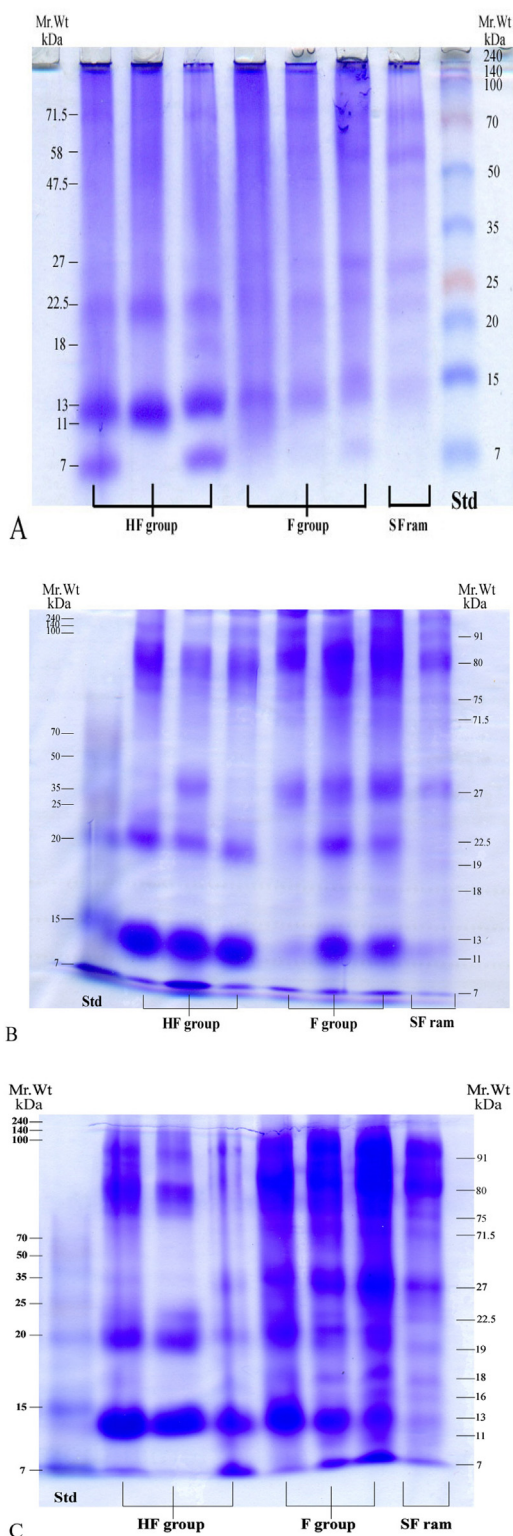 Mr.Wt
kDa
Mr.Wt
kDa
240
140
100
71.5
70
58
50
47.5
35
27
25
22.5
20
18
15
13
11
7
7
HF group
F group
SF ram
Std
A
Mr.Wt
kDa
Mr.Wt
kDa
240
140
100
91
80
75
71.5
70
50
35
27
25
20
22.5
19
18
15
13
11
7
7
Std
HF group
F group
SF ram
B
Mr.Wt
kDa
Mr.Wt
kDa
240
140
100
91
80
75
71.5
70
50
35
27
25
22.5
20
19
18
16
15
13
11
7
7
Std
HF group
F group
SF ram
C